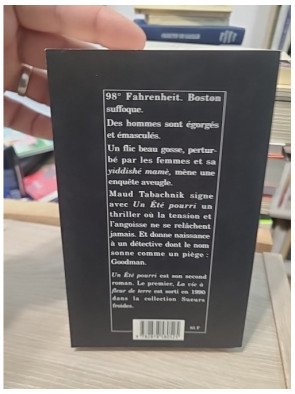 98° Fahrenheit. Boston
suffoque.
Des hommes sont égorgés
et émasculés.
Un flic beau gosse, pertur-
bé par les femmes et sa
yiddishé mamé, mène une
enquête aveugle.
Maud Tabachnik signe
avec Un Été pourri un
thriller où la tension et
l'angoisse ne se relâchent
jamais. Et donne naissance
à un détective dont le nom
sonne comme un piège :
Goodman.
Un Été pourri est son second
roman. Le premier, La vie à
fleur de terre est sorti en 1990
dans la collection Sueurs
froides.